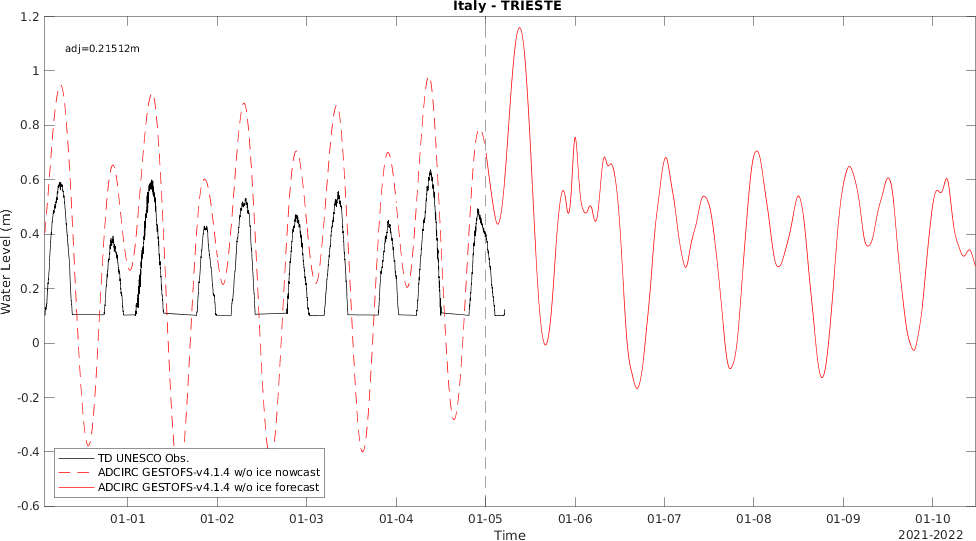 Italy - TRIESTE
adj=0.21512m
Water Level (m)
1.2
1
0.8
0.6
0.4
0.2
0
-0.2
-0.4
-0.6
TD UNESCO Obs.
ADCIRC GESTOFS-v4.1.4 w/o ice nowcast
ADCIRC GESTOFS-v4.1.4 w/o ice forecast
01-01 01-02 01-03 01-04 01-05 01-06 01-07 01-08 01-09 01-10
Time
2021-2022